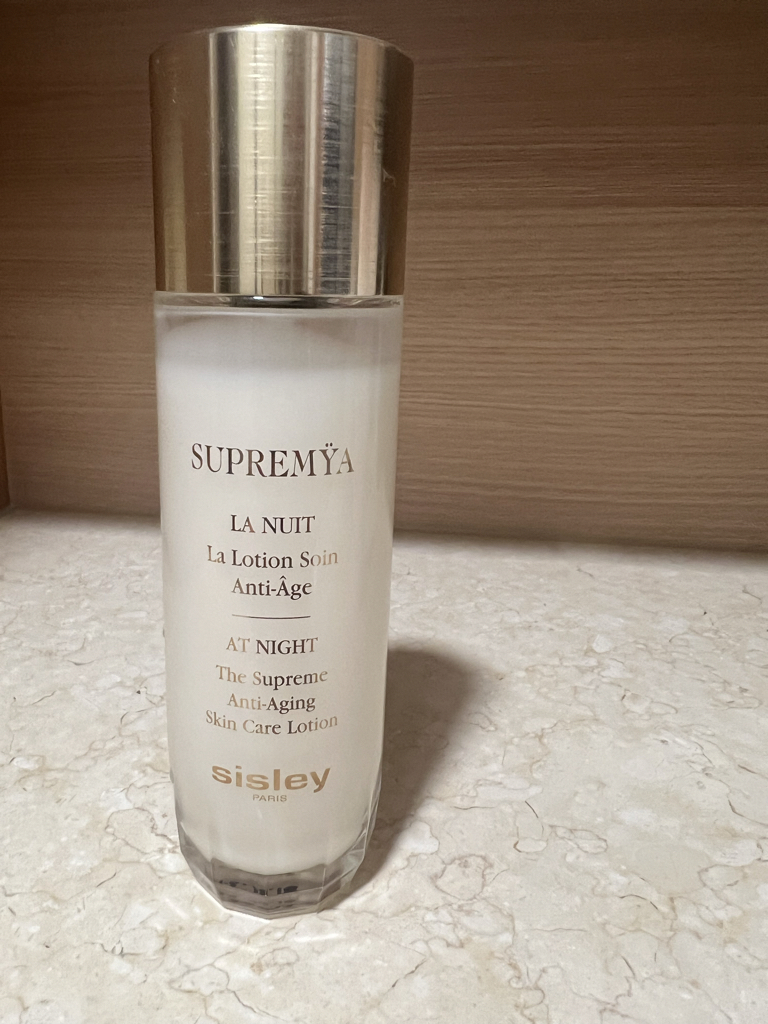 SUPREMŸA
LA NUIT
La Lotion Soin
Anti-Âge
AT NIGHT
The Supreme
Anti-Aging
Skin Care Lotion
sisley
PARIS